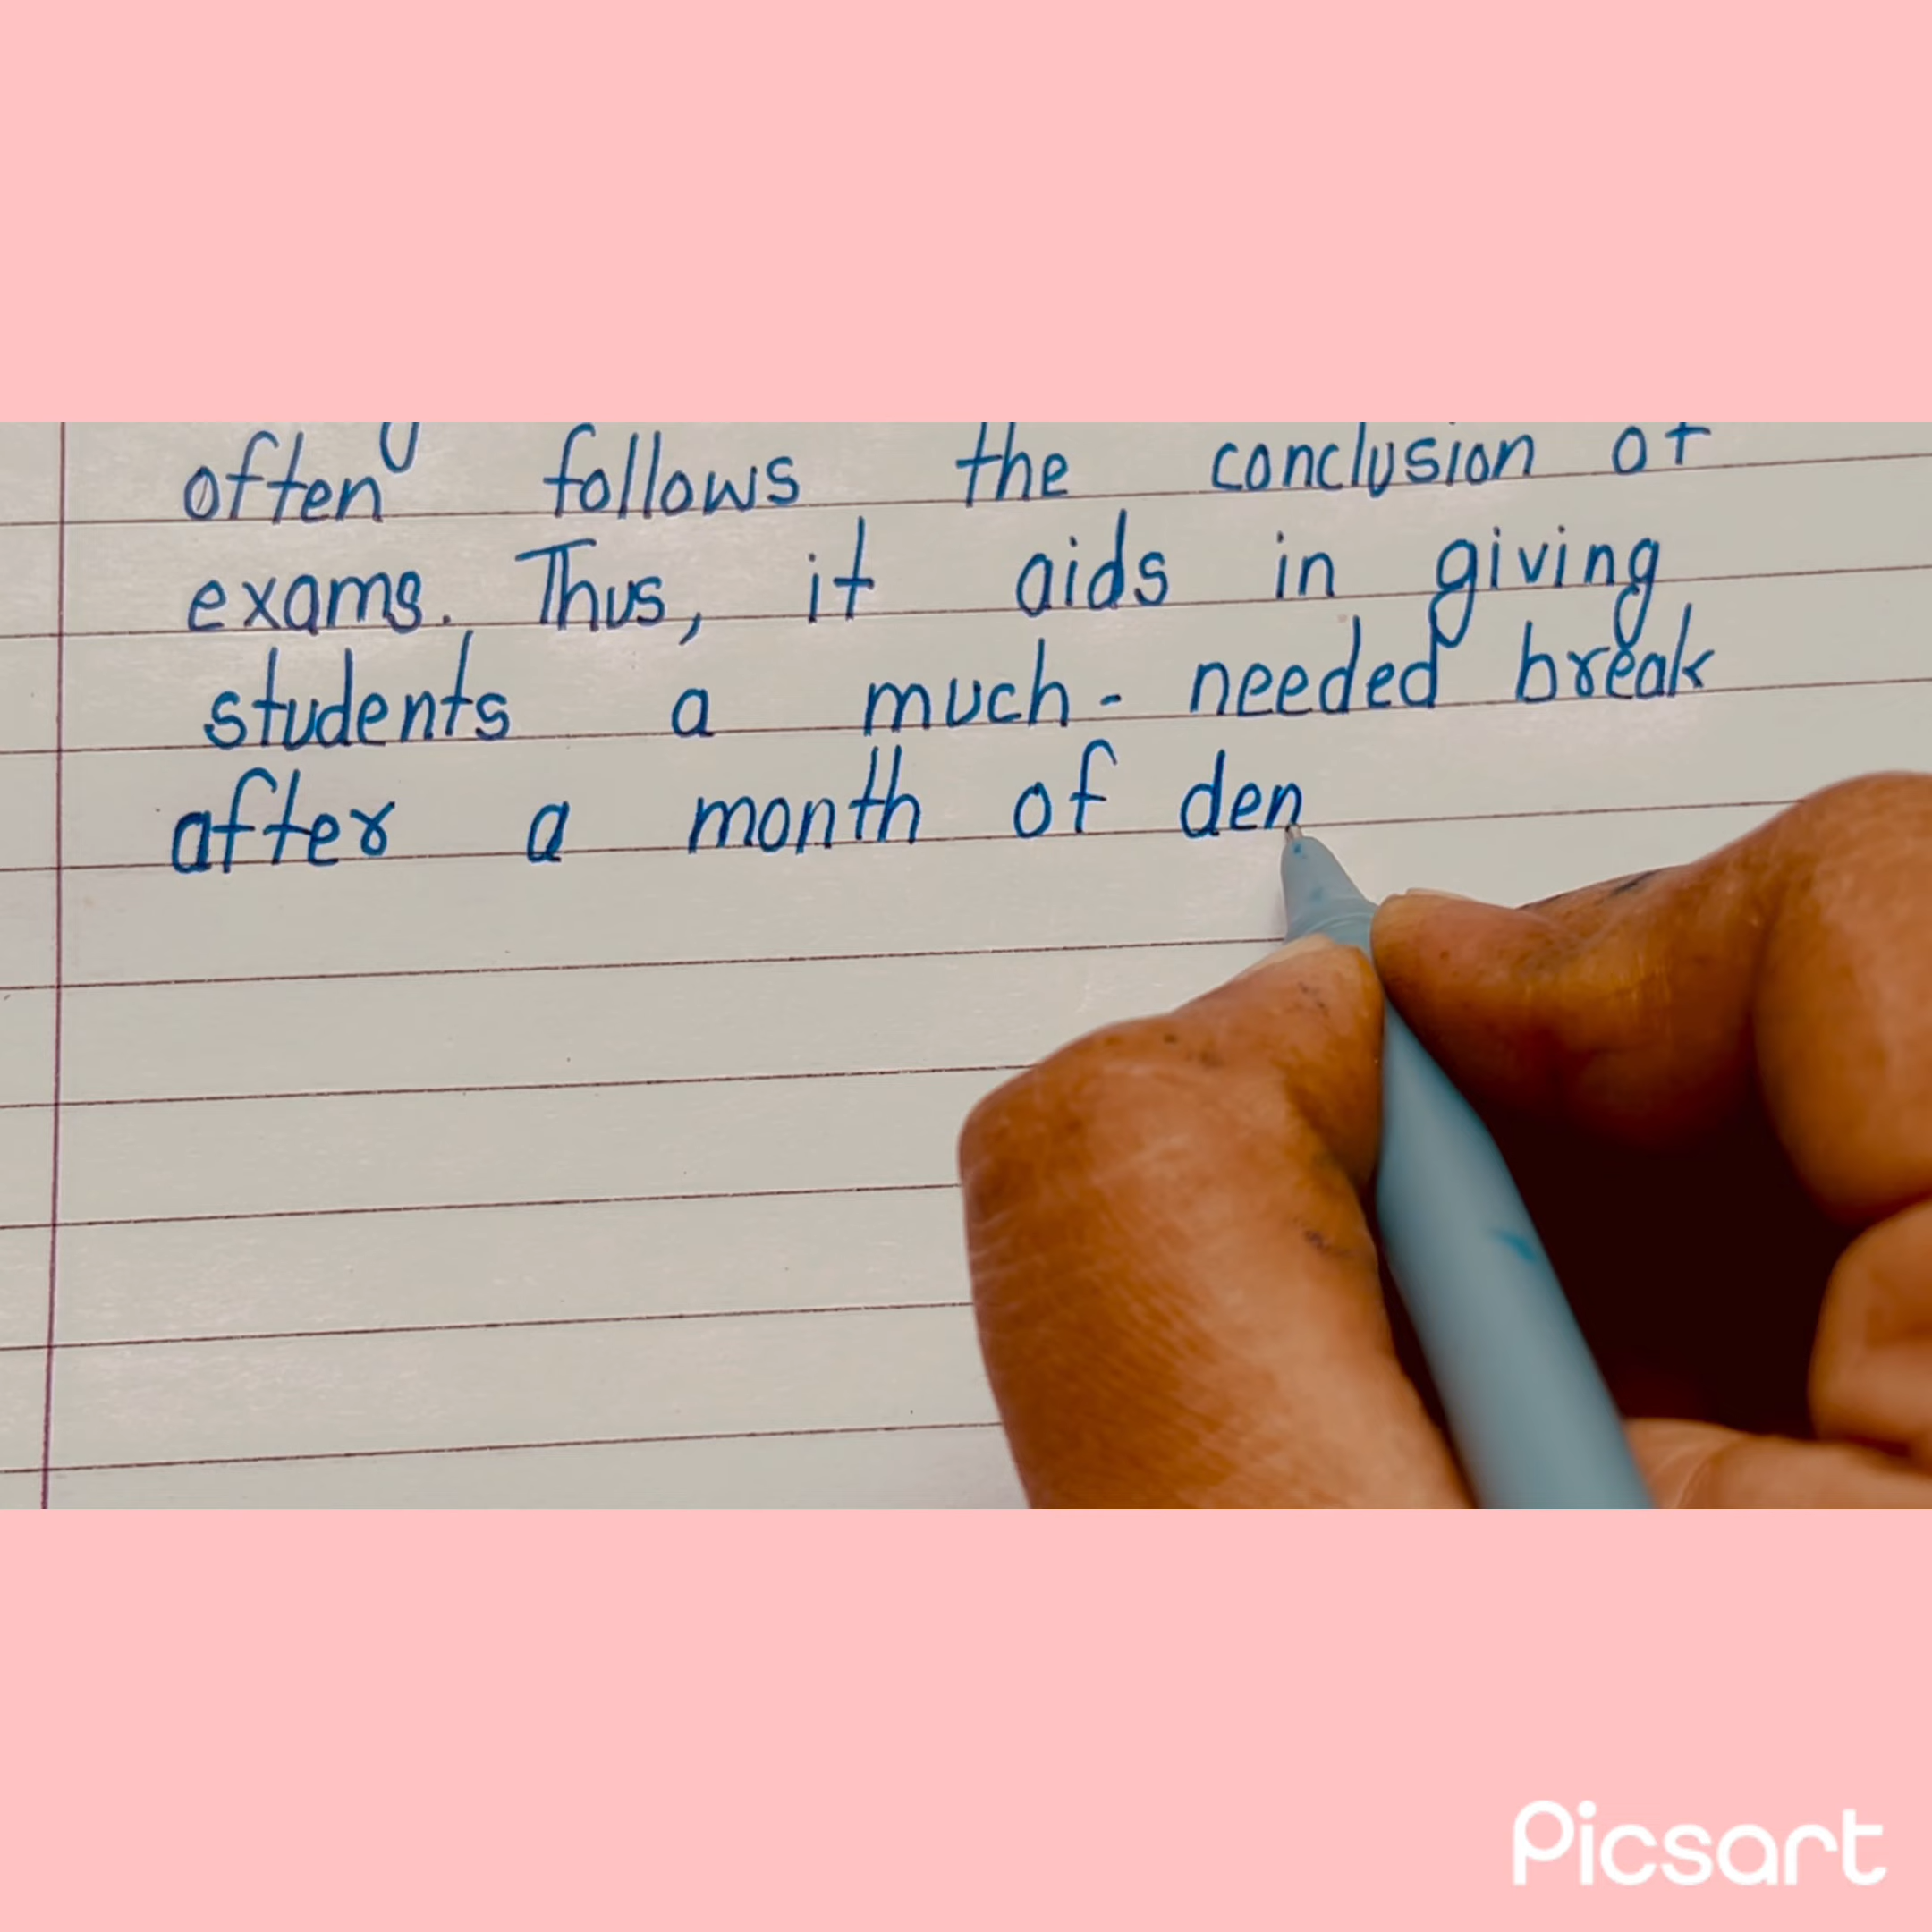 often follows the conclusion of
exams. Thus, it aids in giving
students a much-needed break
after a month of den
Picsart